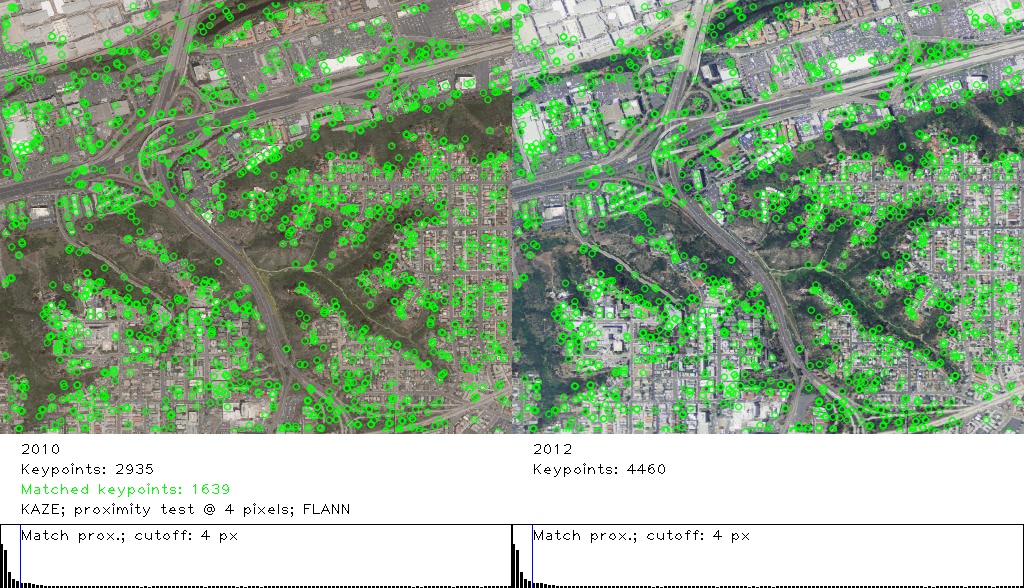 2010
Keypoints: 2935
Matched keypoints: 1639
KAZE; proximity test @ 4 pixels; FLANN
2012
Keypoints: 4460
Match prox.; cutoff: 4 px
Match prox.; cutoff: 4 px